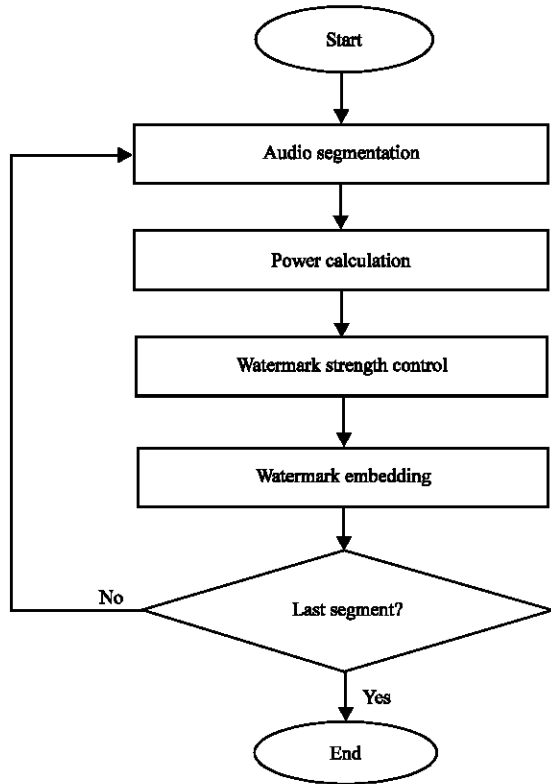 Start
Audio segmentation
Power calculation
Watermark strength control
Watermark embedding
Last segment?
No
Yes
End